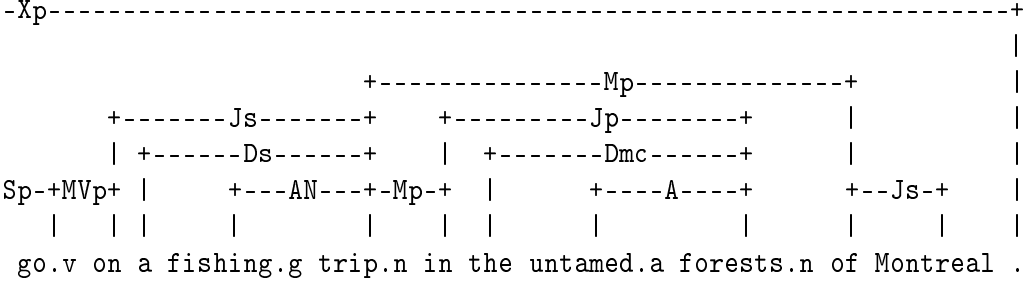 -Xp----------------------------------------------------------------+
                                                                   |
                        +---------------Mp--------------+          |
       +-------Js-------+    +---------Jp--------+      |          |
       | +------Ds------+    |  +-------Dmc------+      |          |
Sp-+MVp+ |     +---AN---+-Mp-+  |      +----A----+      +--Js-+    |
   |   | |     |        |    |  |      |         |      |     |    |
 go.v on a fishing.g trip.n in the untamed.a forests.n of Montreal .